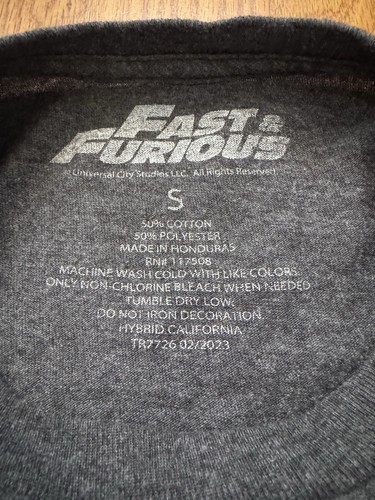 FAST &
FURIOUS
© Universal City Studios LLC. All Rights Reserved.
S
50% COTTON
50% POLYESTER
MADE IN HONDURAS
RN# 117508
MACHINE WASH COLD WITH LIKE COLORS.
ONLY NON-CHLORINE BLEACH WHEN NEEDED
TUMBLE DRY LOW.
DO NOT IRON DECORATION.
HYBRID CALIFORNIA
TR7726 02/2023